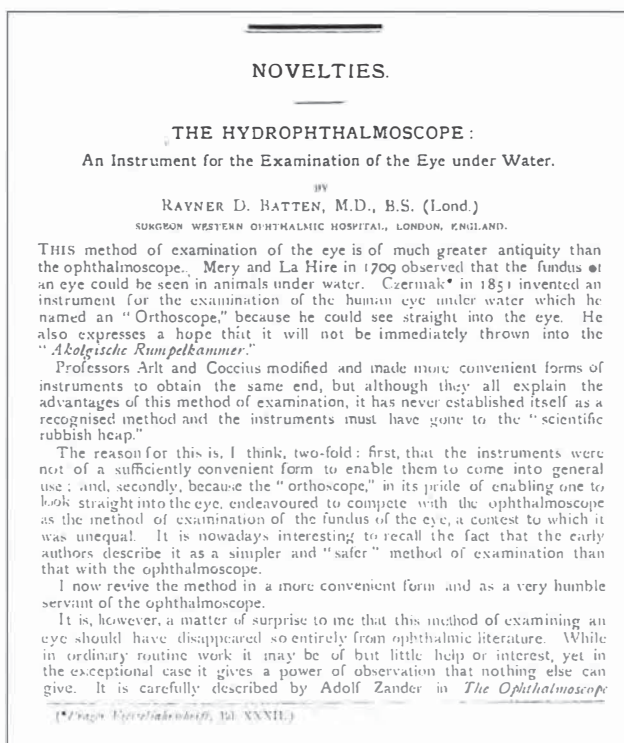 NOVELTIES.
THE HYDROPHTHALMOSCOPE :
An Instrument for the Examination of the Eye under Water.
BY
RAYNER D. BATTEN, M.D., B.S. (Lond.)
SURGEON WESTERN OPHTHALMIC HOSPITAL, LONDON, ENGLAND.
THIS method of examination of the eye is of much greater antiquity than
the ophthalmoscope. Mery and La Hire in 1709 observed that the fundus of
an eye could be seen in animals under water. Czermak* in 1851 invented an
instrument for the examination of the human eye under water which he
named an "Orthoscope," because he could see straight into the eye. He
also expresses a hope that it will not be immediately thrown into the
"Akolgische Rumpelkammer."
Professors Arlt and Coccius modified and made more convenient forms of
instruments to obtain the same end, but although they all explain the
advantages of this method of examination, it has never established itself as a
recognised method and the instruments must have gone to the "scientific
rubbish heap."
The reason for this is, I think, two-fold : first, that the instruments were
not of a sufficiently convenient form to enable them to come into general
use ; and, secondly, because the "orthoscope," in its pride of enabling one to
look straight into the eye, endeavoured to compete with the ophthalmoscope
as the method of examination of the fundus of the eye, a contest to which it
was unequal. It is nowadays interesting to recall the fact that the early
authors describe it as a simpler and "safer" method of examination than
that with the ophthalmoscope.
I now revive the method in a more convenient form and as a very humble
servant of the ophthalmoscope.
It is, however, a matter of surprise to me that this method of examining an
eye should have disappeared so entirely from ophthalmic literature. While
in ordinary routine work it may be of but little help or interest, yet in
the exceptional case it gives a power of observation that nothing else can
give. It is carefully described by Adolf Zander in The Ophthalmoscope
(*Prager Bd. XXXII.)